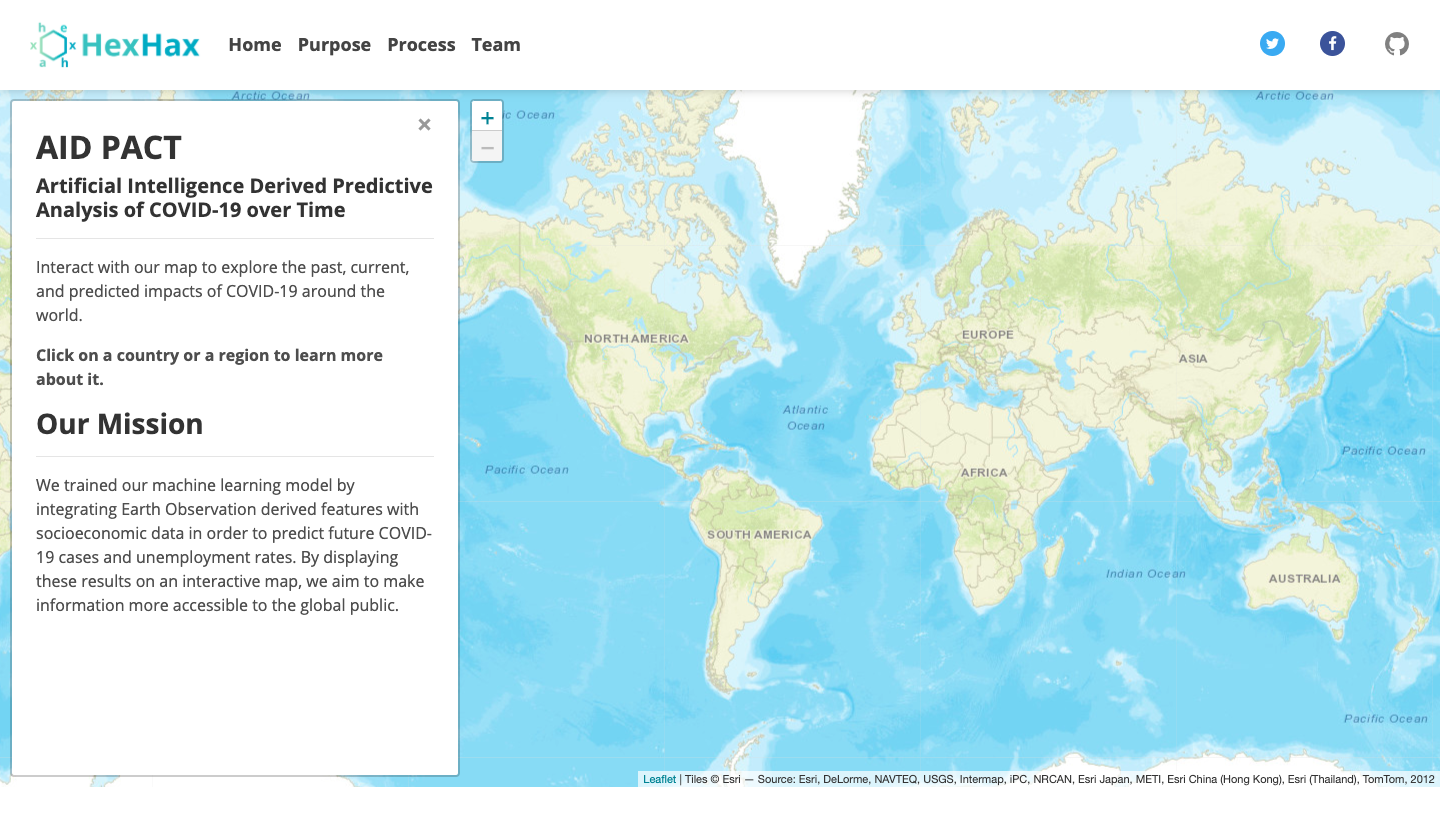 h e
x x HexHax
a h
Home Purpose Process Team
Arctic Ocean
Arctic Ocean
ic Ocean
×
+
−
AID PACT
Artificial Intelligence Derived Predictive
Analysis of COVID-19 over Time
Interact with our map to explore the past, current,
and predicted impacts of COVID-19 around the
world.
Click on a country or a region to learn more
about it.
Our Mission
We trained our machine learning model by
integrating Earth Observation derived features with
socioeconomic data in order to predict future COVID-
19 cases and unemployment rates. By displaying
these results on an interactive map, we aim to make
information more accessible to the global public.
NORTH AMERICA
EUROPE
ASIA
Atlantic
Ocean
Pacific Ocean
Pacific Ocean
AFRICA
SOUTH AMERICA
Indian Ocean
AUSTRALIA
Pacific Ocean
Leaflet | Tiles © Esri — Source: Esri, DeLorme, NAVTEQ, USGS, Intermap, iPC, NRCAN, Esri Japan, METI, Esri China (Hong Kong), Esri (Thailand), TomTom, 2012